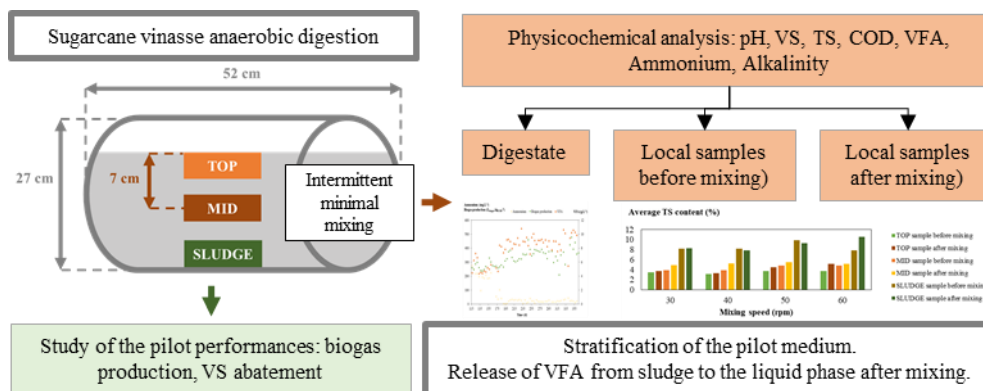 Sugarcane vinasse anaerobic digestion
52 cm
27 cm
7 cm
TOP
MID
SLUDGE
Intermittent
minimal
mixing
Study of the pilot performances: biogas
production, VS abatement
Physicochemical analysis: pH, VS, TS, COD, VFA,
Ammonium, Alkalinity
Digestate
Local samples
before mixing)
Local samples
after mixing)
Average TS content (%)
12
10
8
6
4
2
0
30 40 50 60
Mixing speed (rpm)
TOP sample before mixing
TOP sample after mixing
MID sample before mixing
MID sample after mixing
SLUDGE sample before mixing
SLUDGE sample after mixing
Stratification of the pilot medium.
Release of VFA from sludge to the liquid phase after mixing.